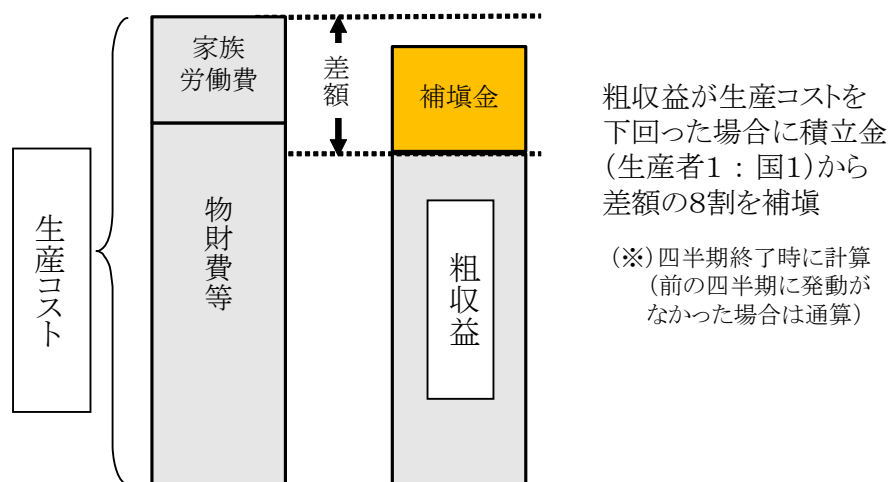 生産コスト
家族
労働費
物財費等
差額
補塡金
粗収益
粗収益が生産コストを
下回った場合に積立金
(生産者1:国1)から
差額の8割を補塡
(※)四半期終了時に計算
(前の四半期に発動が
なかった場合は通算)